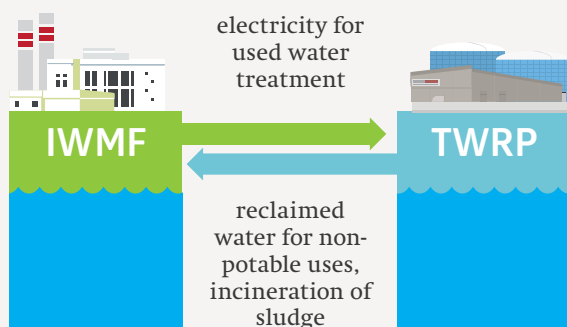 electricity for
used water
treatment
IWMF
TWRP
reclaimed
water for non-
potable uses,
incineration of
sludge